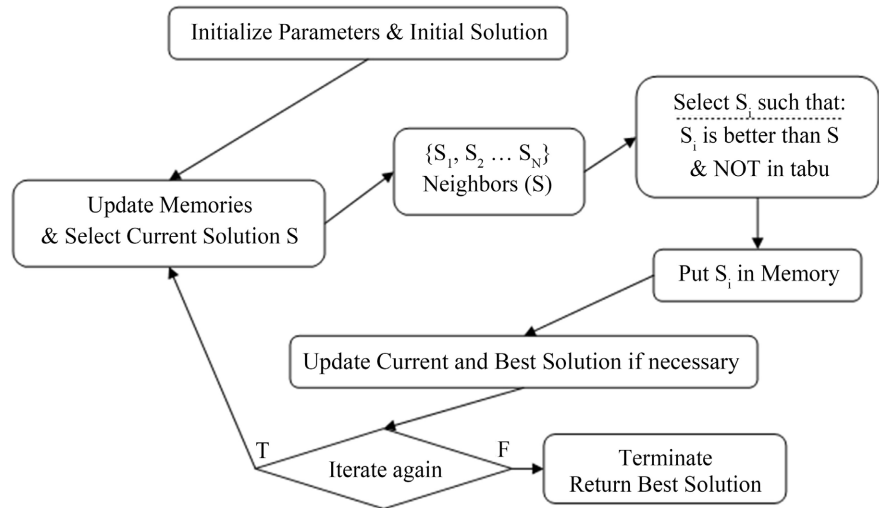 Initialize Parameters & Initial Solution
Select Sᵢ such that:
Sᵢ is better than S
& NOT in tabu
{S₁, S₂ … S_N}
Neighbors (S)
Update Memories
& Select Current Solution S
Put Sᵢ in Memory
Update Current and Best Solution if necessary
T
F
Iterate again
Terminate
Return Best Solution